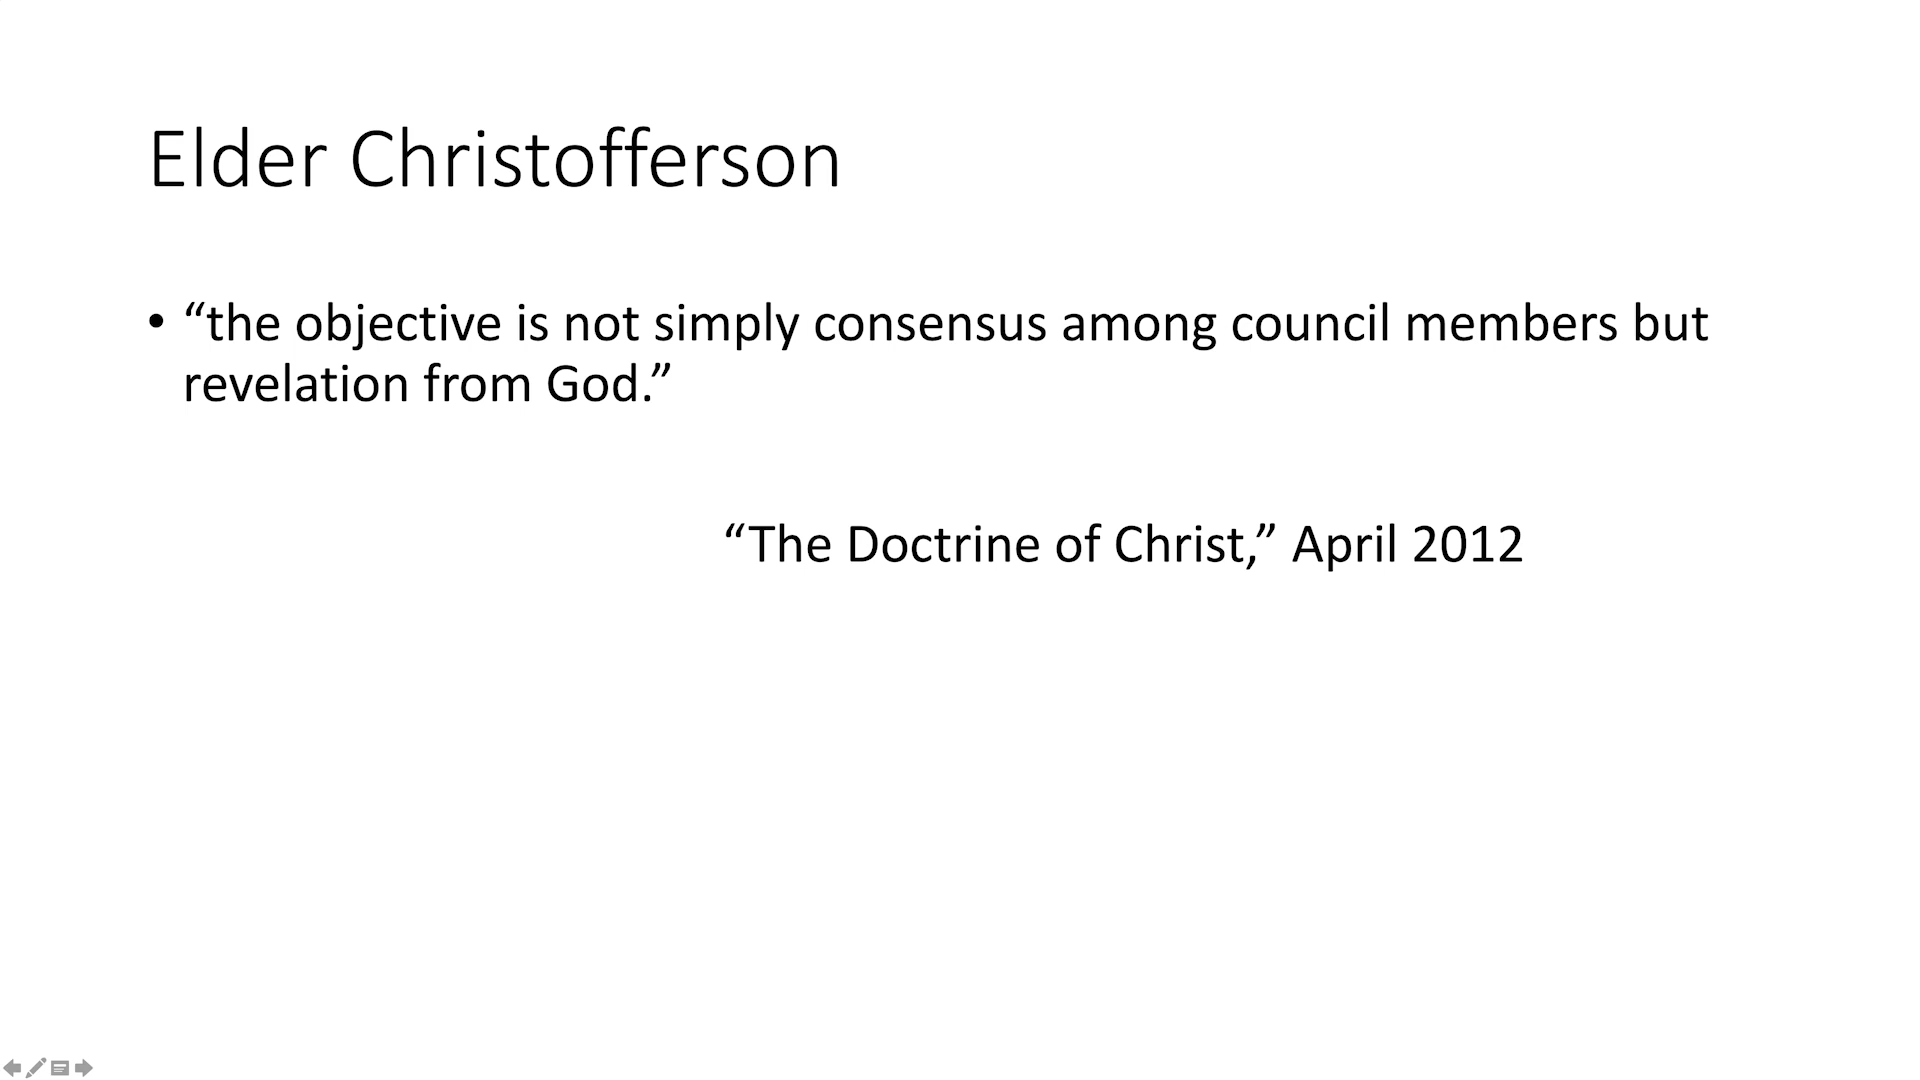 Elder Christofferson
• “the objective is not simply consensus among council members but
revelation from God.”
“The Doctrine of Christ,” April 2012